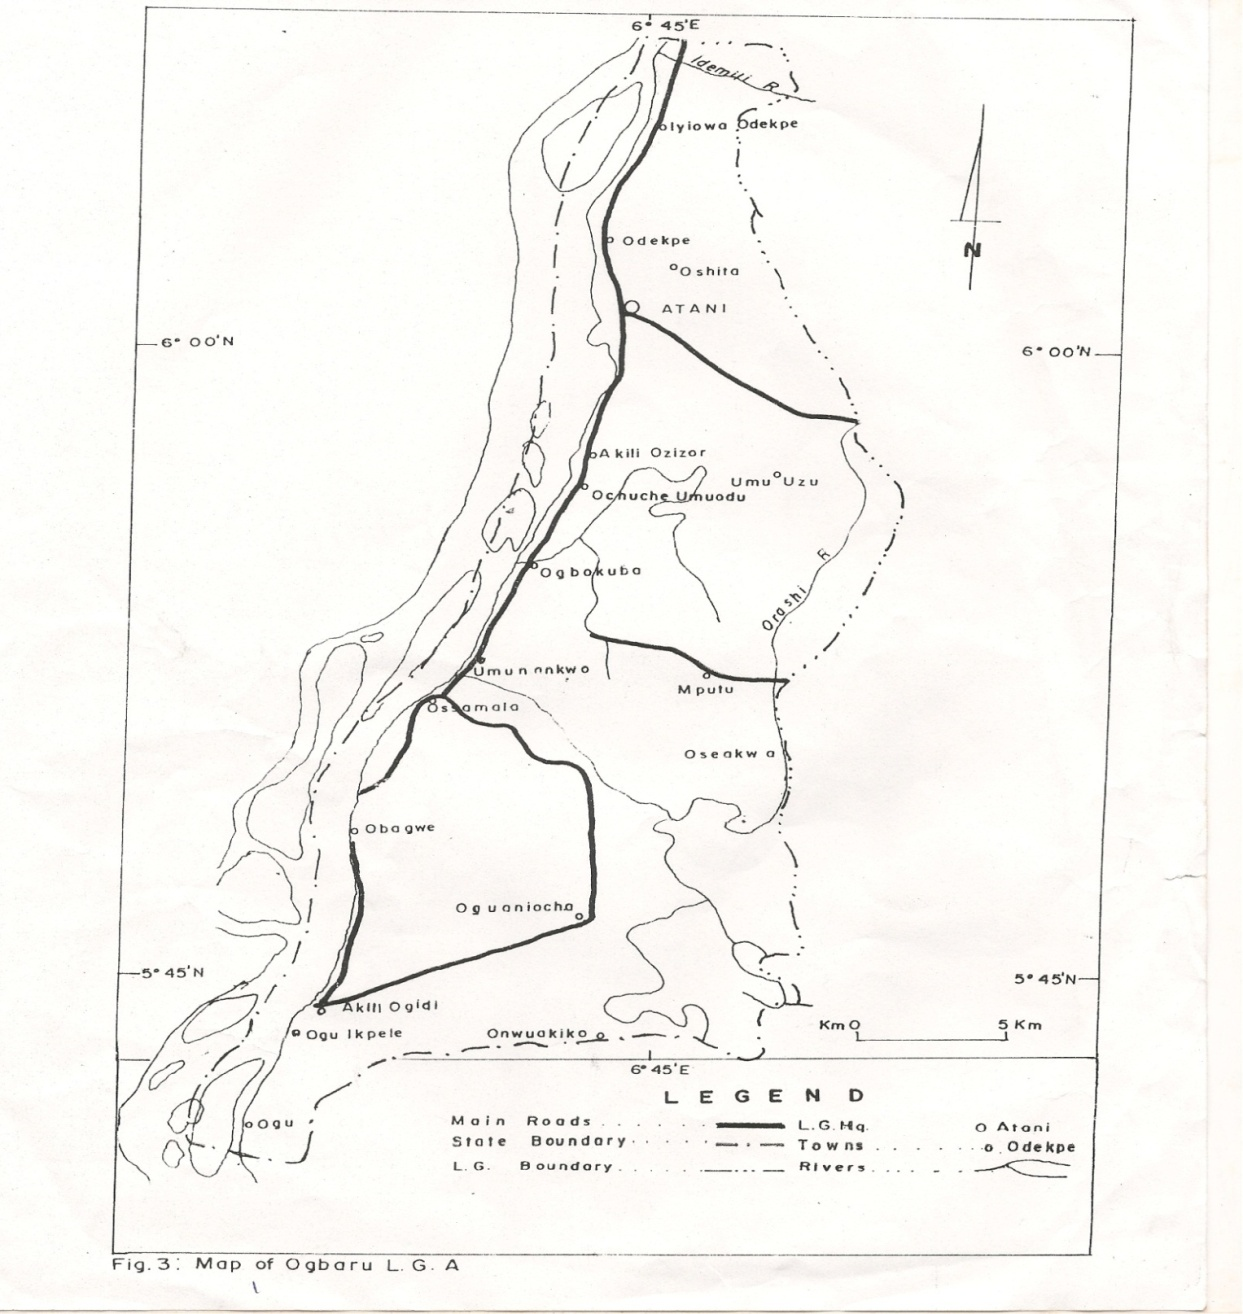 6° 45'E
Idemili R
Iyiowa Odekpe
Odekpe
Oshita
ATANI
6° 00'N
6° 00'N
Akili Ozizor
Umu Uzu
Ochuche Umuodu
Ogbokuba
Orashi R
Umunankwo
Mputu
Ossamala
Oseakwa
Obagwe
Oguaniocha
5° 45'N
5° 45'N
Akili Ogidi
Ogu Ikpele
Onwuakiko
Km 0 5 Km
6° 45'E
LEGEND
Main Roads L.G.Hq. Atani
State Boundary Towns Odekpe
L.G. Boundary Rivers
Ogu
Fig.3: Map of Ogbaru L.G.A
N